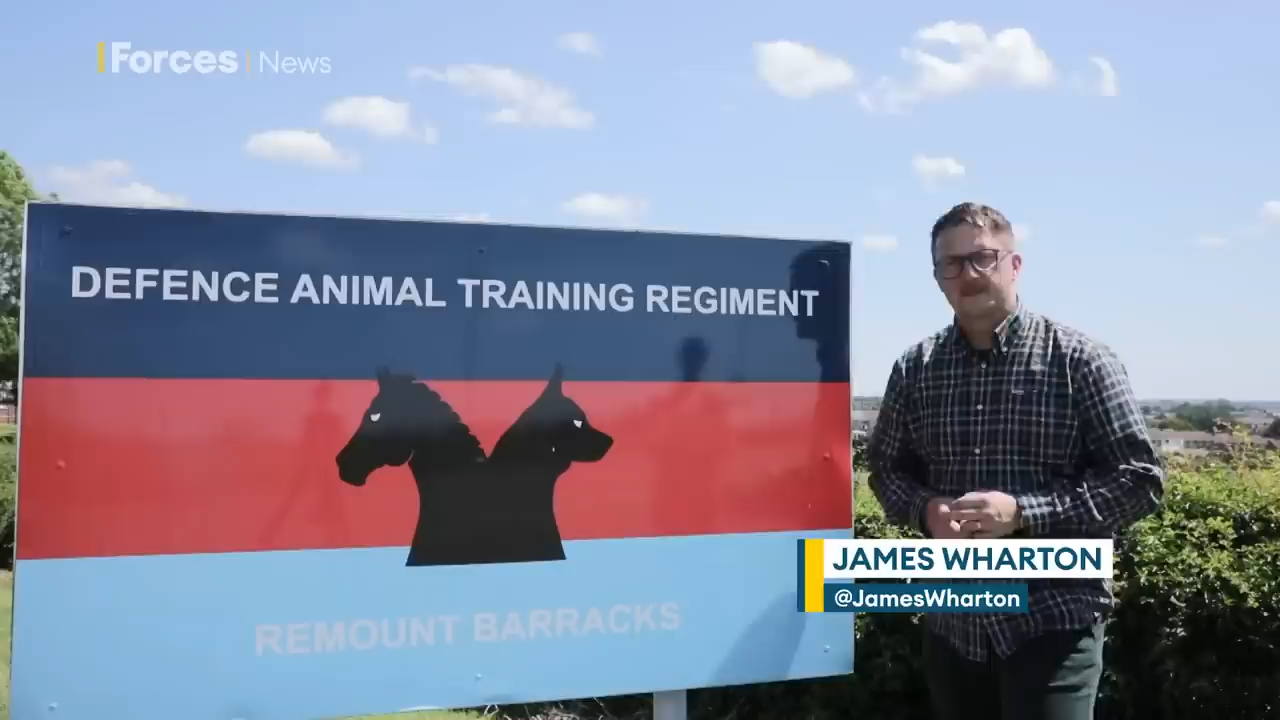 Forces | News
DEFENCE ANIMAL TRAINING REGIMENT
REMOUNT BARRACKS
JAMES WHARTON
@JamesWharton